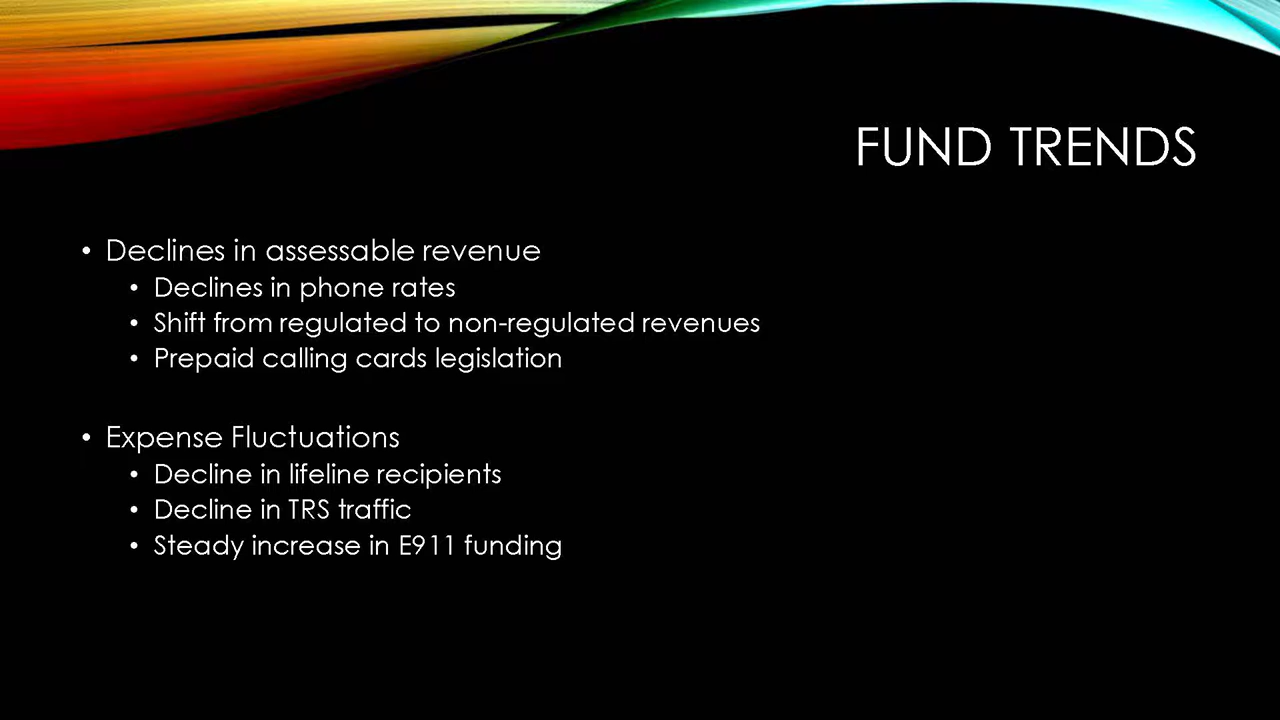 FUND TRENDS
• Declines in assessable revenue
• Declines in phone rates
• Shift from regulated to non-regulated revenues
• Prepaid calling cards legislation
• Expense Fluctuations
• Decline in lifeline recipients
• Decline in TRS traffic
• Steady increase in E911 funding